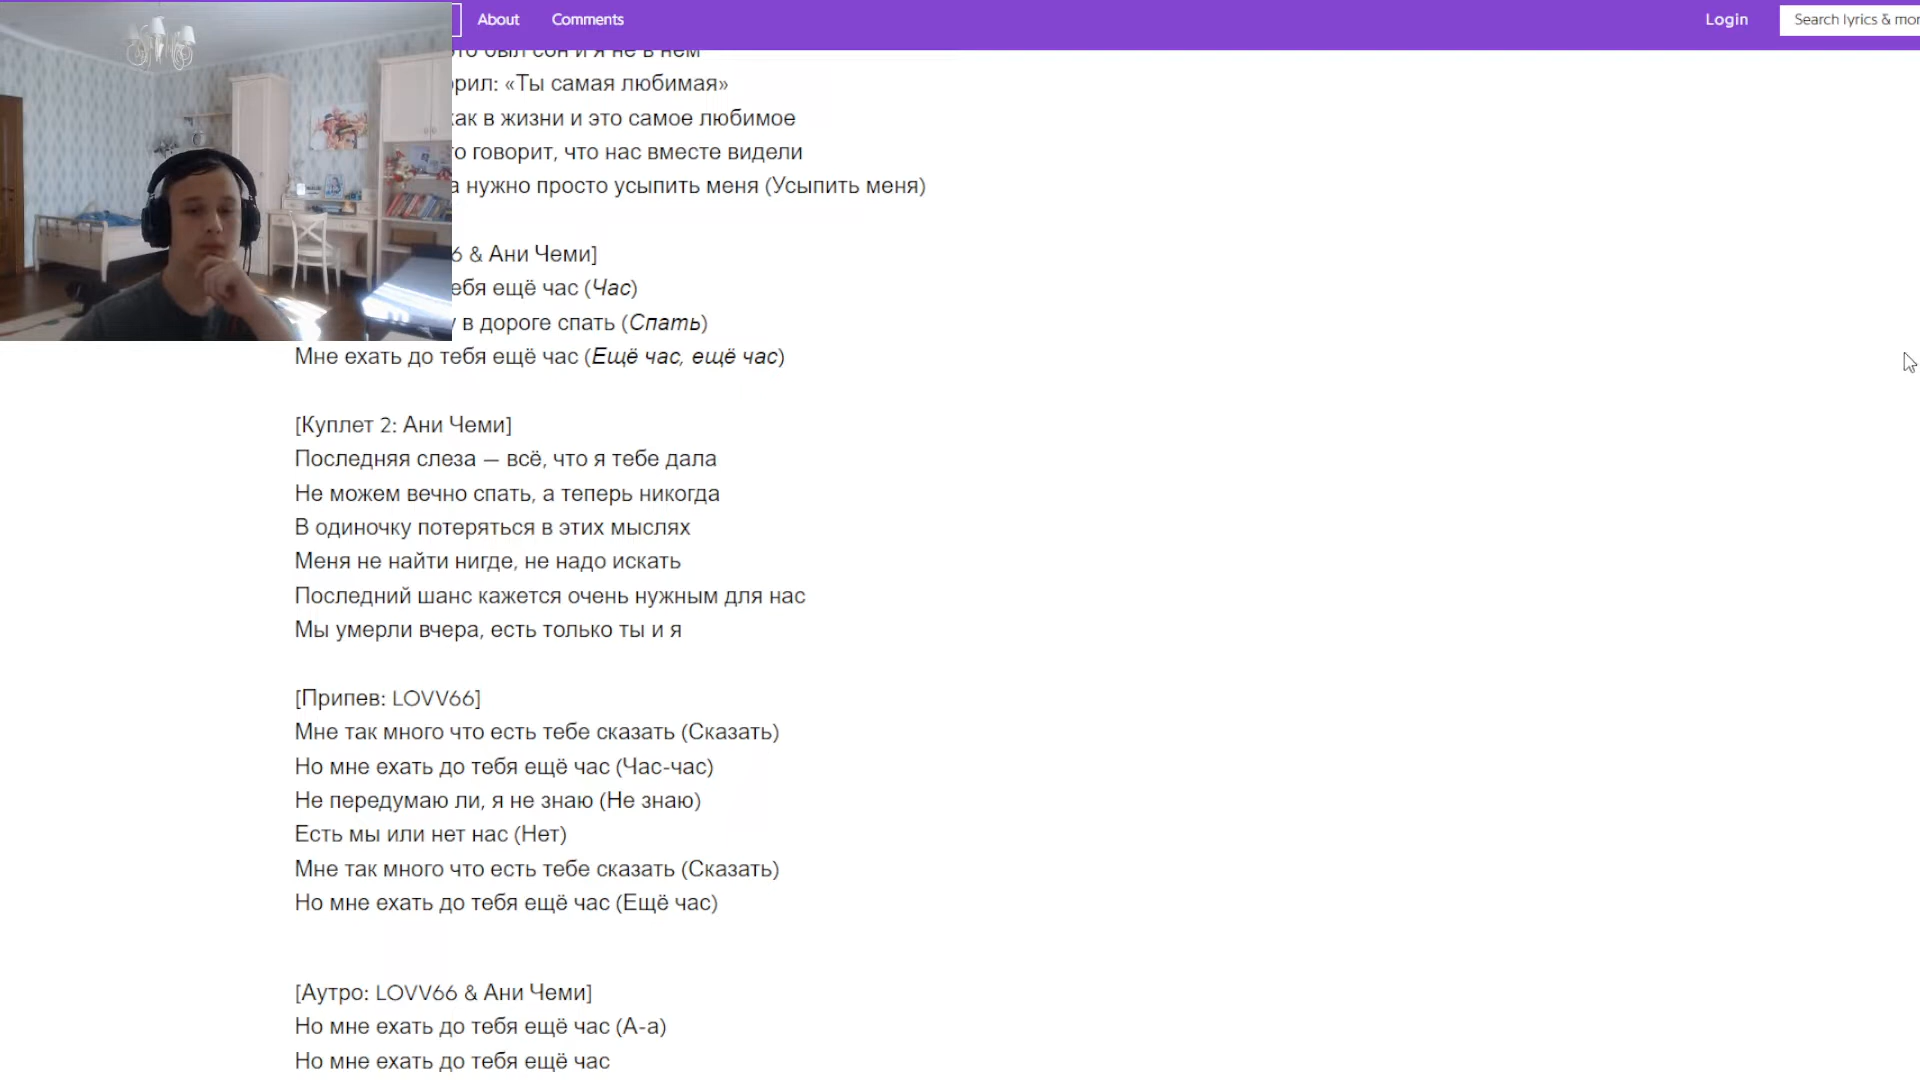 About Comments Login Search lyrics & mor
был сон и я не в нём
рил: «Ты самая любимая»
как в жизни и это самое любимое
го говорит, что нас вместе видели
а нужно просто усыпить меня (Усыпить меня)
6 & Ани Чеми]
ебя ещё час (Час)
у в дороге спать (Спать)
Мне ехать до тебя ещё час (Ещё час, ещё час)
[Куплет 2: Ани Чеми]
Последняя слеза — всё, что я тебе дала
Не можем вечно спать, а теперь никогда
В одиночку потеряться в этих мыслях
Меня не найти нигде, не надо искать
Последний шанс кажется очень нужным для нас
Мы умерли вчера, есть только ты и я
[Припев: LOVV66]
Мне так много что есть тебе сказать (Сказать)
Но мне ехать до тебя ещё час (Час-час)
Не передумаю ли, я не знаю (Не знаю)
Есть мы или нет нас (Нет)
Мне так много что есть тебе сказать (Сказать)
Но мне ехать до тебя ещё час (Ещё час)
[Аутро: LOVV66 & Ани Чеми]
Но мне ехать до тебя ещё час (А-а)
Но мне ехать до тебя ещё час